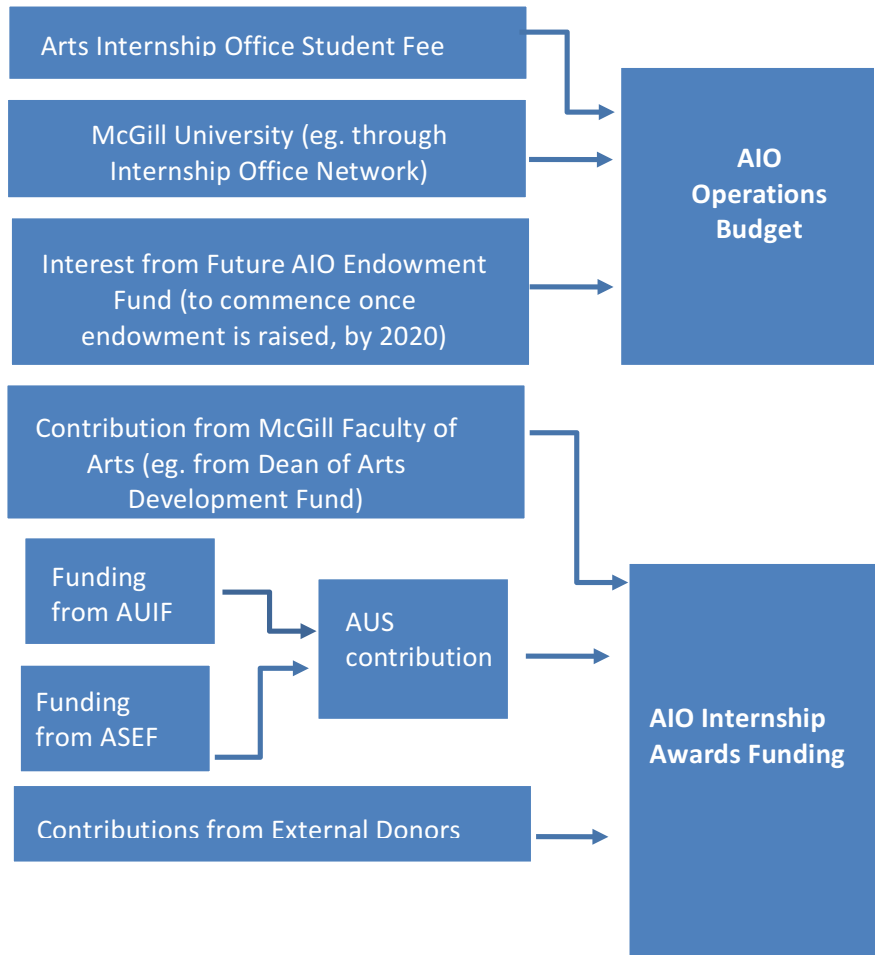 Arts Internship Office Student Fee
McGill University (eg. through
Internship Office Network)
AIO
Operations
Budget
Interest from Future AIO Endowment
Fund (to commence once
endowment is raised, by 2020)
Contribution from McGill Faculty of
Arts (eg. from Dean of Arts
Development Fund)
Funding
from AUIF
AUS
contribution
Funding
from ASEF
AIO Internship
Awards Funding
Contributions from External Donors